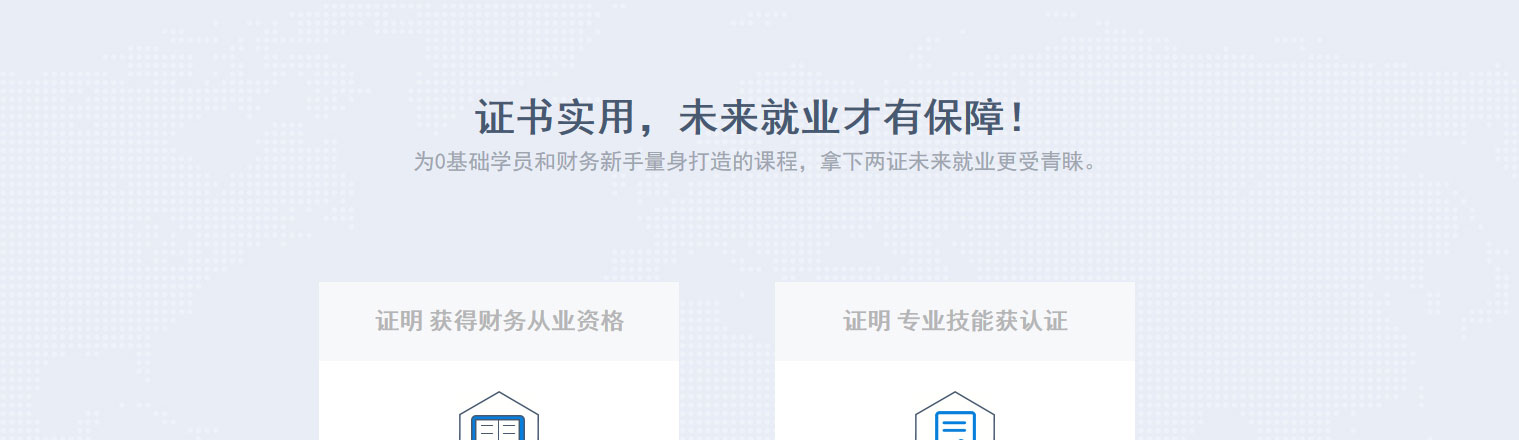 证书实用，未来就业才有保障！
为0基础学员和财务新手量身打造的课程，拿下两证未来就业更受青睐。
证明 获得财务从业资格
证明 专业技能获认证